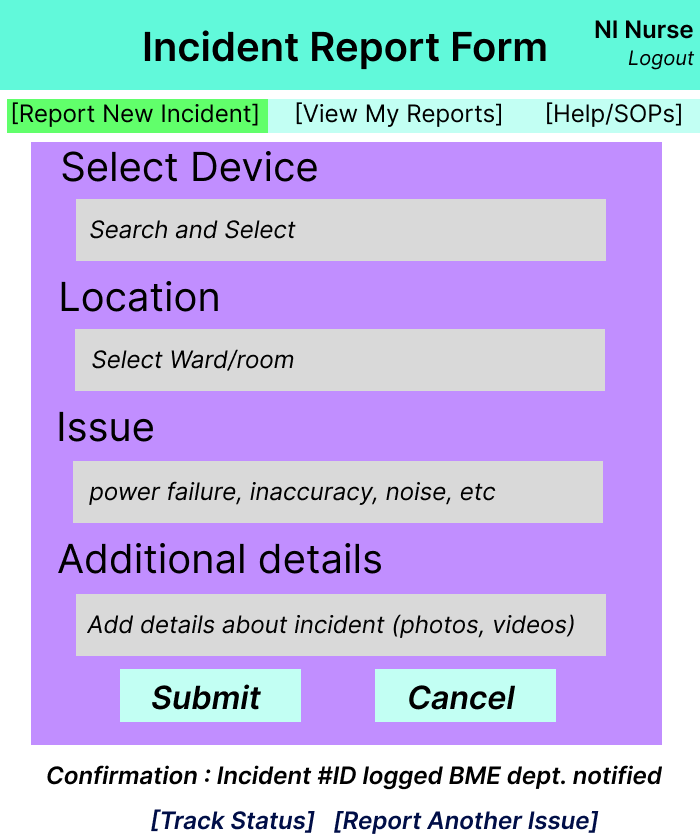 Incident Report Form
NI Nurse
Logout
[Report New Incident] [View My Reports] [Help/SOPs]
Select Device
Search and Select
Location
Select Ward/room
Issue
power failure, inaccuracy, noise, etc
Additional details
Add details about incident (photos, videos)
Submit Cancel
Confirmation : Incident #ID logged BME dept. notified
[Track Status] [Report Another Issue]